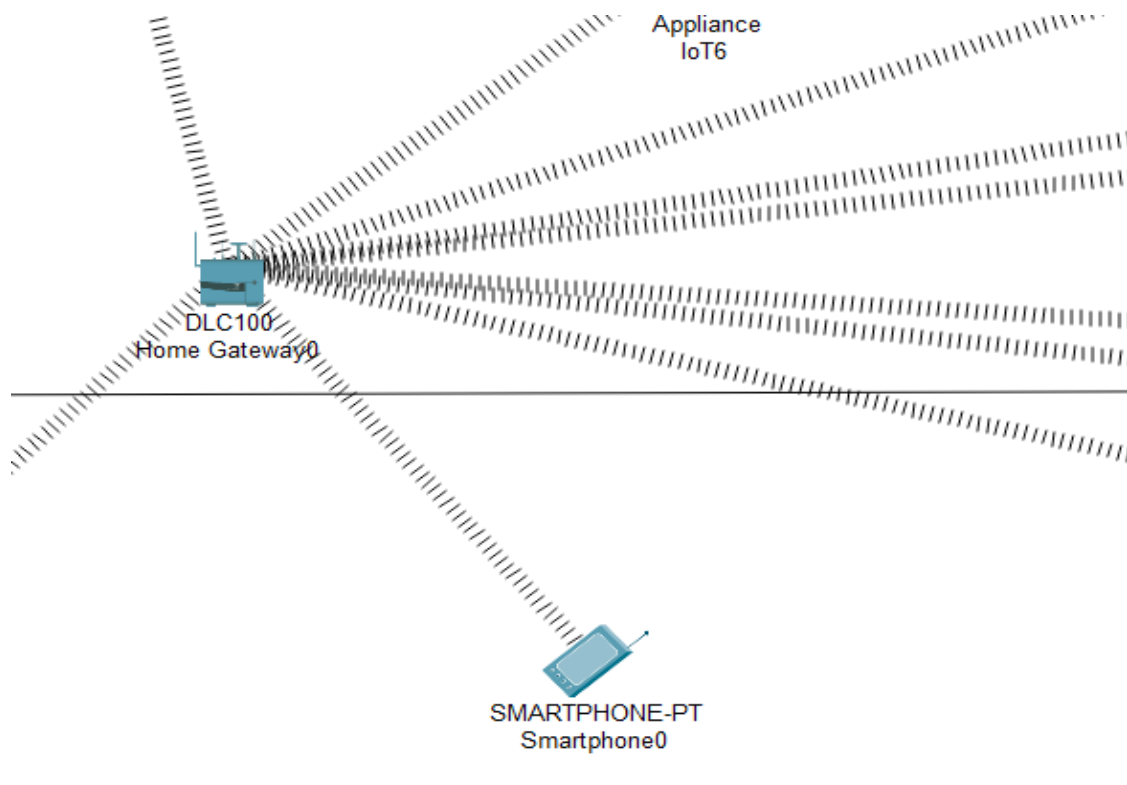 Appliance
IoT6
DLC100
Home Gateway0
SMARTPHONE-PT
Smartphone0